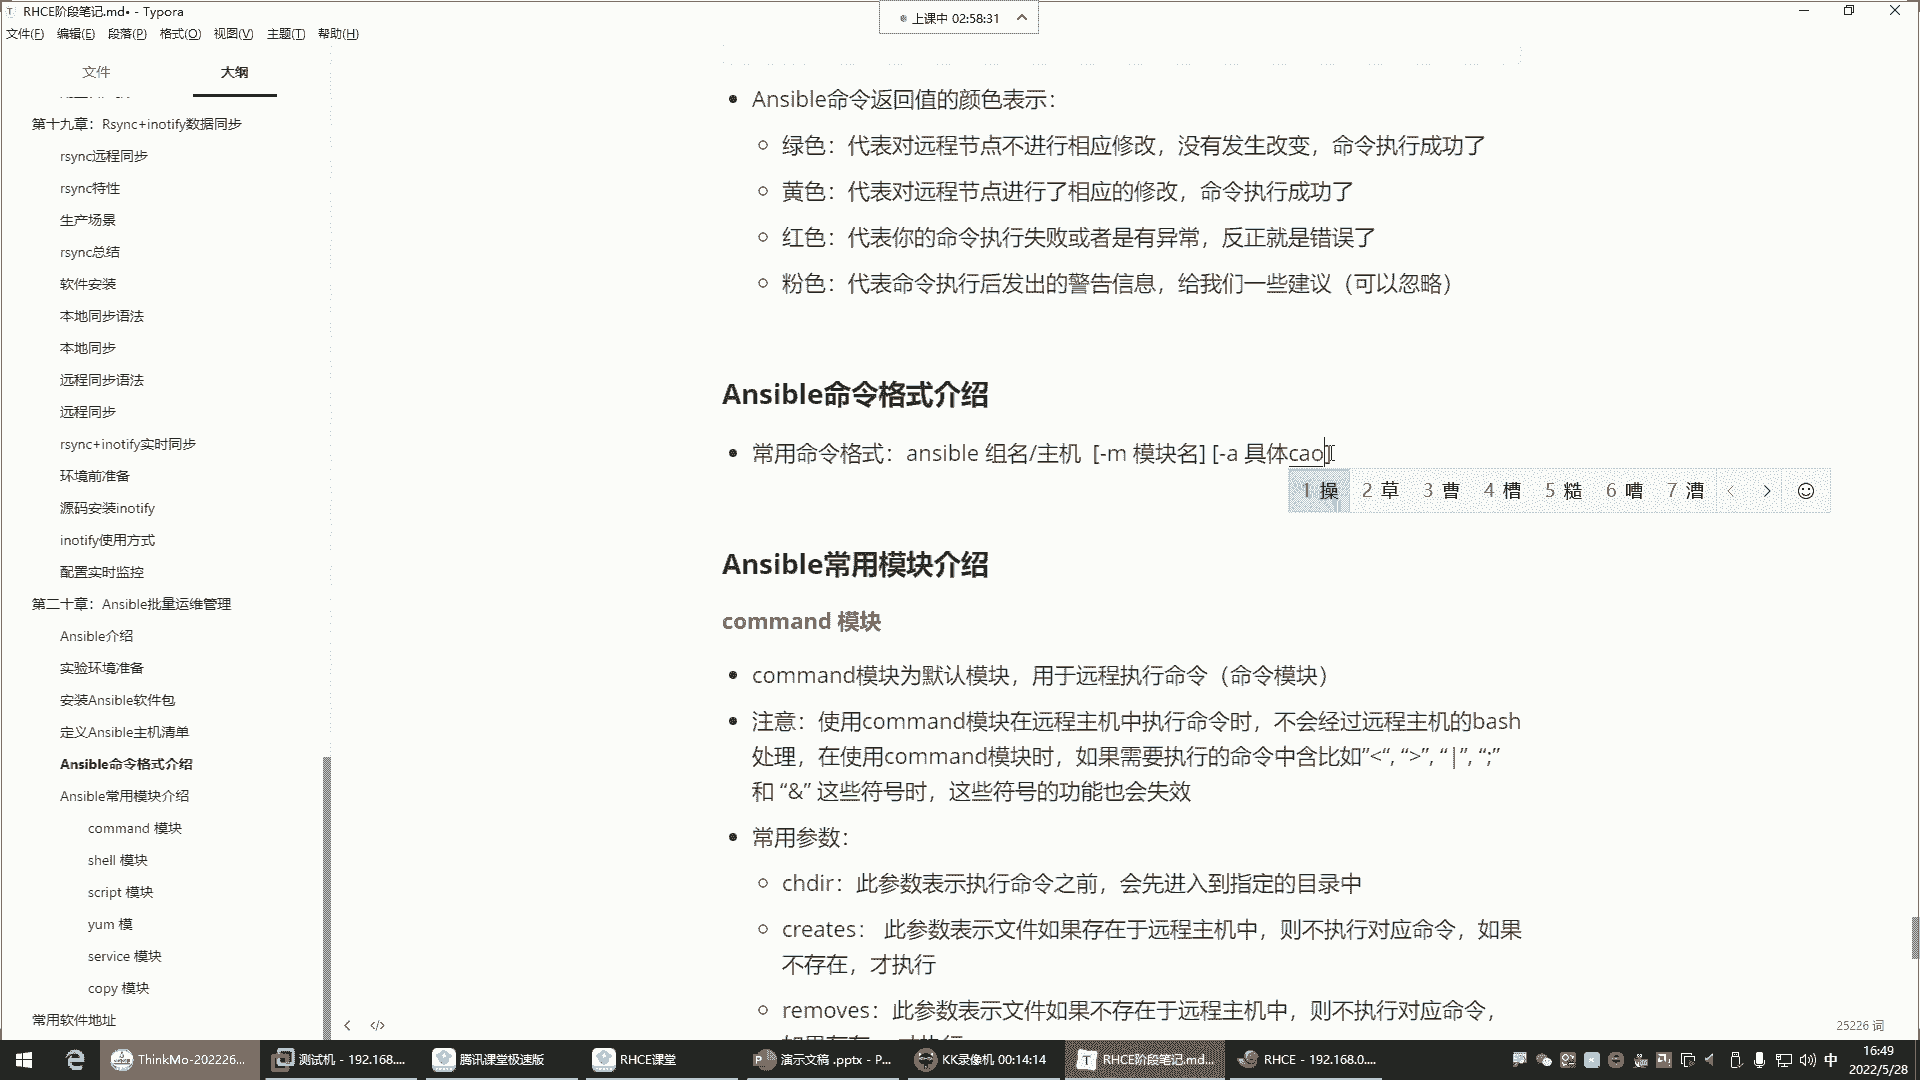 RHCE阶段笔记.md• - Typora
上课中 02:58:31
文件(F) 编辑(E) 段落(P) 格式(O) 视图(V) 主题(T) 帮助(H)
文件 大纲
第十九章：Rsync+inotify数据同步
rsync远程同步
rsync特性
生产场景
rsync总结
软件安装
本地同步语法
本地同步
远程同步语法
远程同步
rsync+inotify实时同步
环境前准备
源码安装inotify
inotify使用方式
配置实时监控
第二十章：Ansible批量运维管理
Ansible介绍
实验环境准备
安装Ansible软件包
定义Ansible主机清单
Ansible命令格式介绍
Ansible常用模块介绍
command 模块
shell 模块
script 模块
yum 模
service 模块
copy 模块
常用软件地址
Ansible命令返回值的颜色表示：
绿色：代表对远程节点不进行相应修改，没有发生改变，命令执行成功了
黄色：代表对远程节点进行了相应的修改，命令执行成功了
红色：代表你的命令执行失败或者是有异常，反正就是错误了
粉色：代表命令执行后发出的警告信息，给我们一些建议（可以忽略）
Ansible命令格式介绍
常用命令格式：ansible 组名/主机 [-m 模块名] [-a 具体cao]
1 操 2 草 3 曹 4 槽 5 糙 6 嘈 7 漕
Ansible常用模块介绍
command 模块
command模块为默认模块，用于远程执行命令（命令模块）
注意：使用command模块在远程主机中执行命令时，不会经过远程主机的bash
处理，在使用command模块时，如果需要执行的命令中含比如”<“, “>”, “|”, “;”
和 “&” 这些符号时，这些符号的功能也会失效
常用参数：
chdir：此参数表示执行命令之前，会先进入到指定的目录中
creates： 此参数表示文件如果存在于远程主机中，则不执行对应命令，如果
不存在，才执行
removes：此参数表示文件如果不存在于远程主机中，则不执行对应命令，
25226 词
ThinkMo-202226... 测试机 - 192.168.... 腾讯课堂极速版 RHCE课堂 演示文稿 .pptx - P... KK录像机 00:14:14 RHCE阶段笔记.md... RHCE - 192.168.0.... 中
16:49
2022/5/28